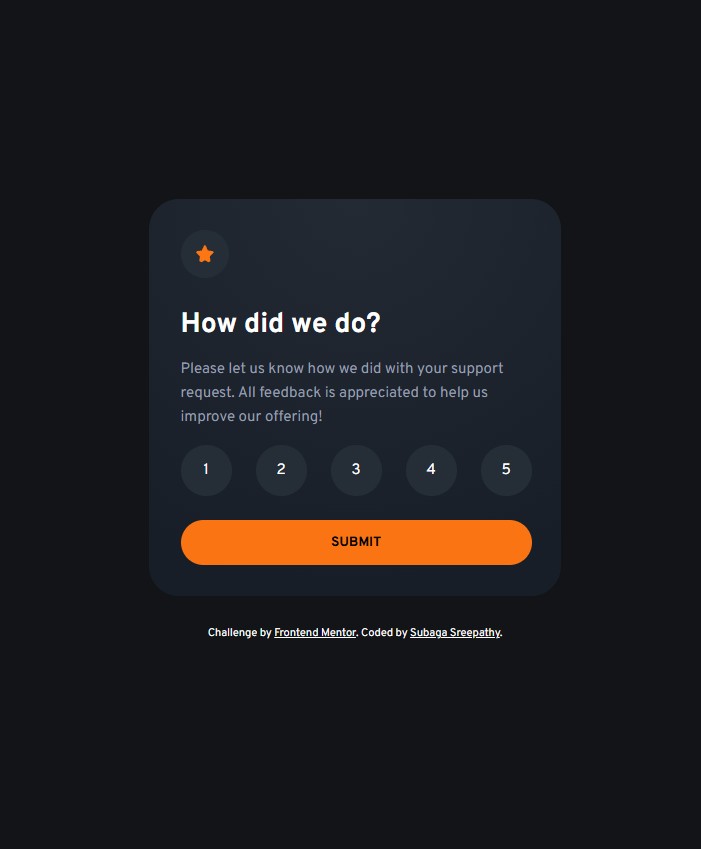 How did we do?
Please let us know how we did with your support
request. All feedback is appreciated to help us
improve our offering!
1 2 3 4 5
SUBMIT
Challenge by Frontend Mentor. Coded by Subaga Sreepathy.